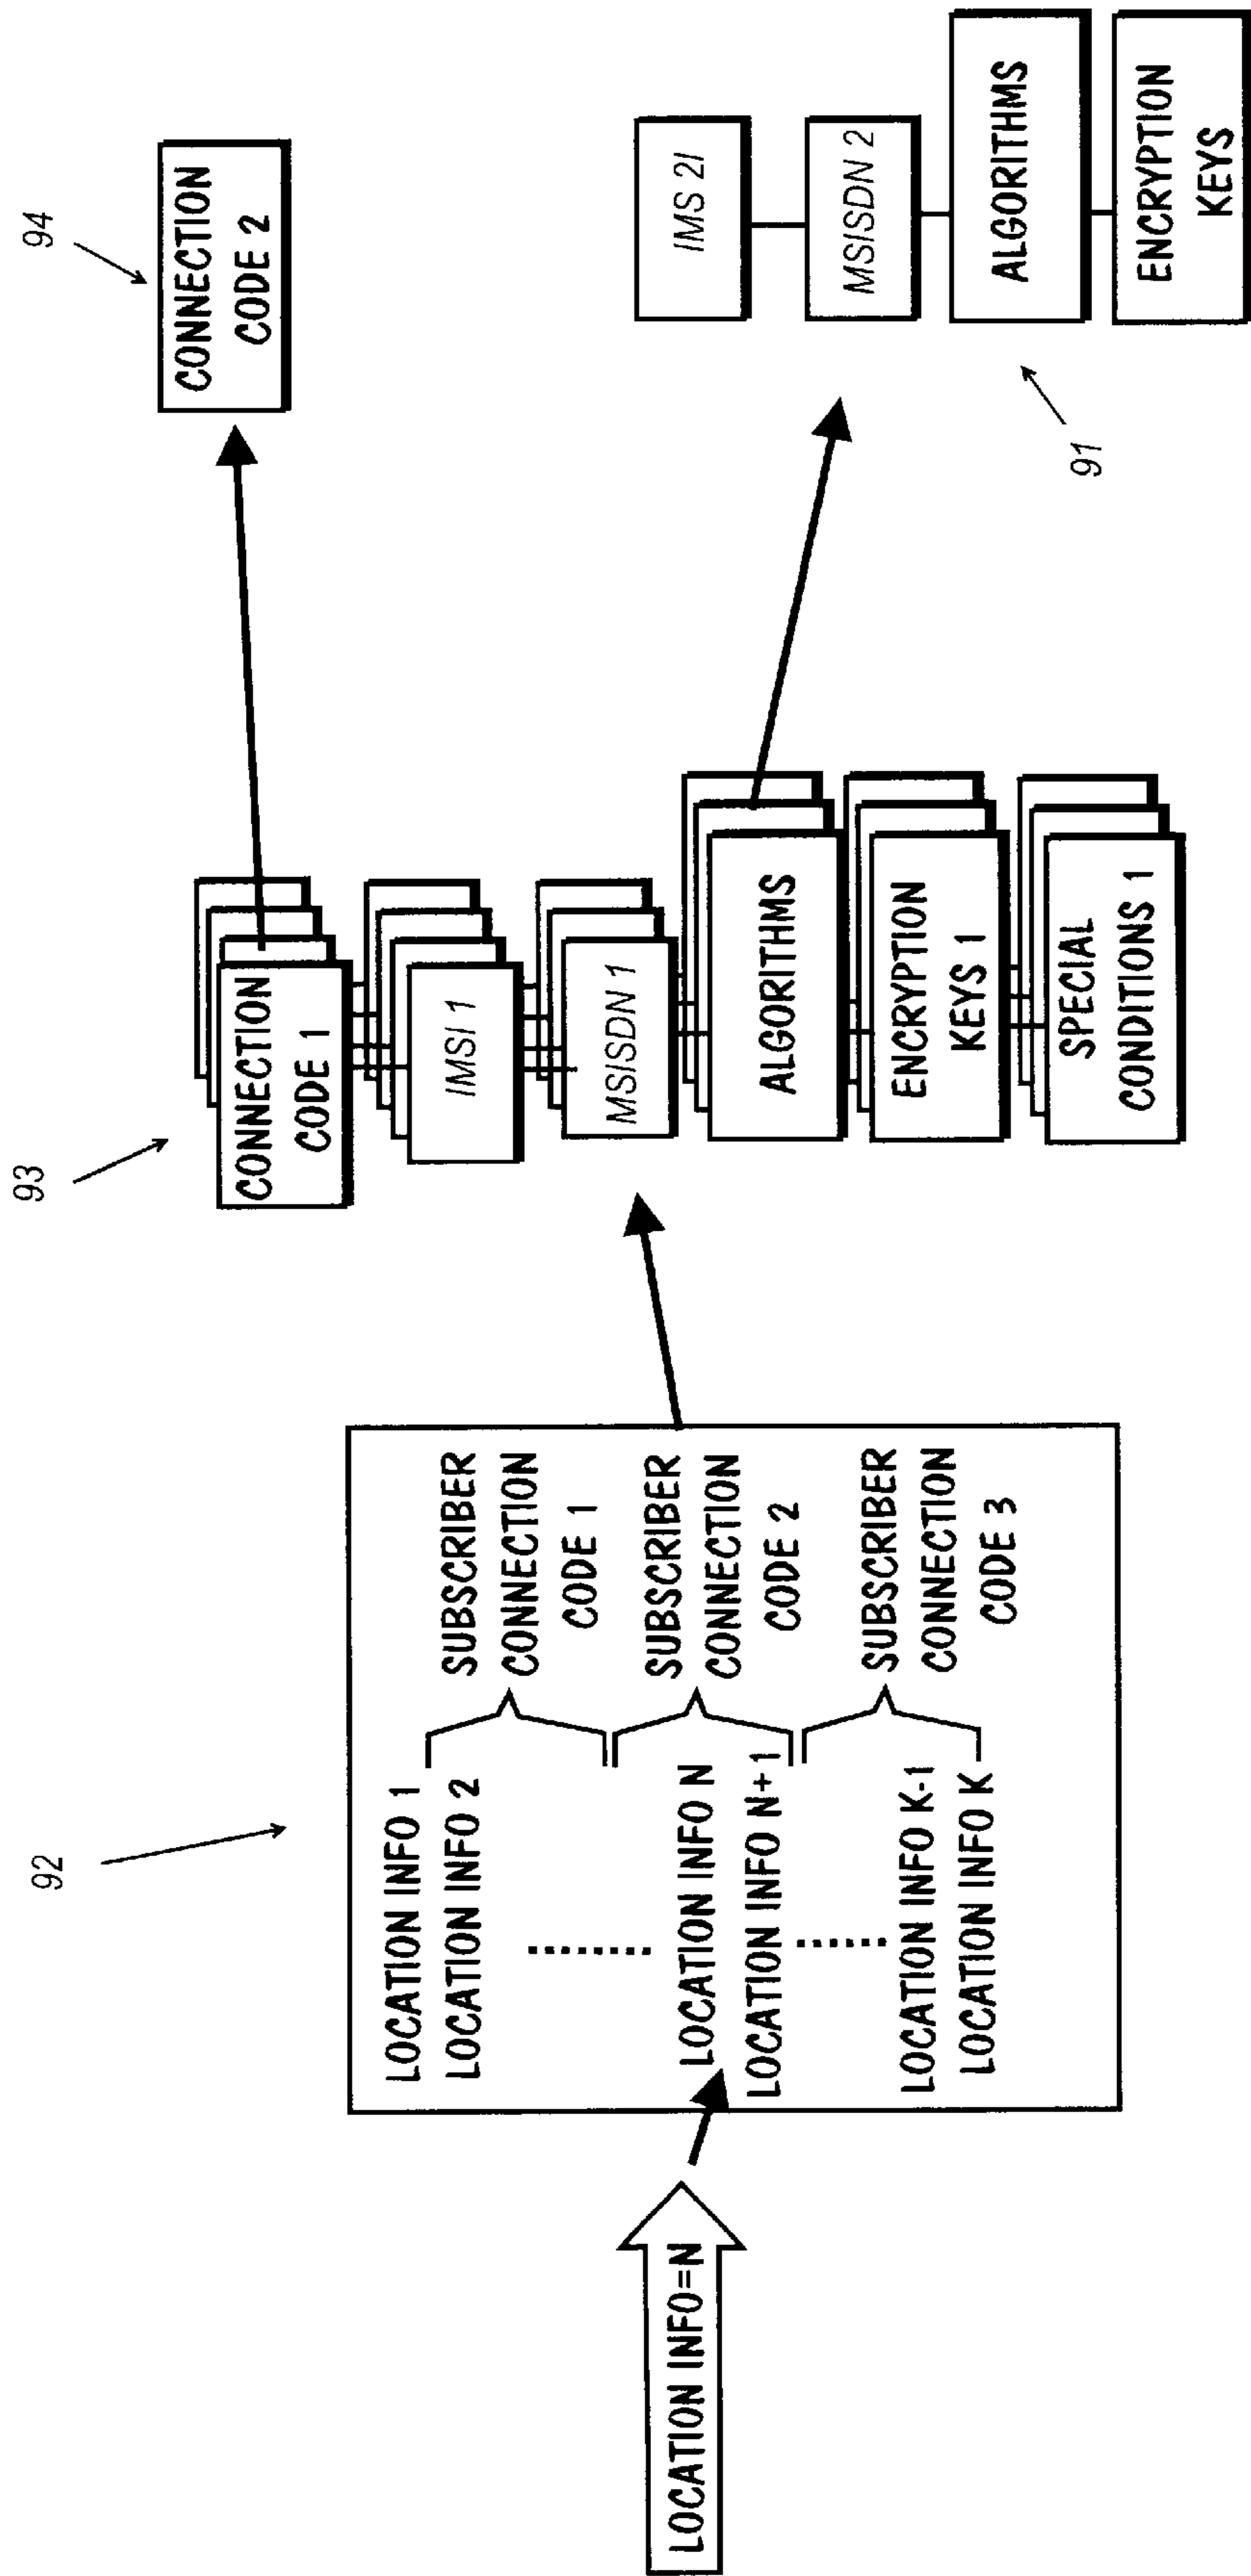 LOCATION INFO=N
92
LOCATION INFO 1
LOCATION INFO 2
LOCATION INFO N
LOCATION INFO N+1
LOCATION INFO K-1
LOCATION INFO K
SUBSCRIBER
CONNECTION
CODE 1
SUBSCRIBER
CONNECTION
CODE 2
SUBSCRIBER
CONNECTION
CODE 3
93
CONNECTION
CODE 1
IMSI 1
MSISDN 1
ALGORITHMS
ENCRYPTION
KEYS 1
SPECIAL
CONDITIONS 1
94
CONNECTION
CODE 2
91
IMS 2I
MSISDN 2
ALGORITHMS
ENCRYPTION
KEYS